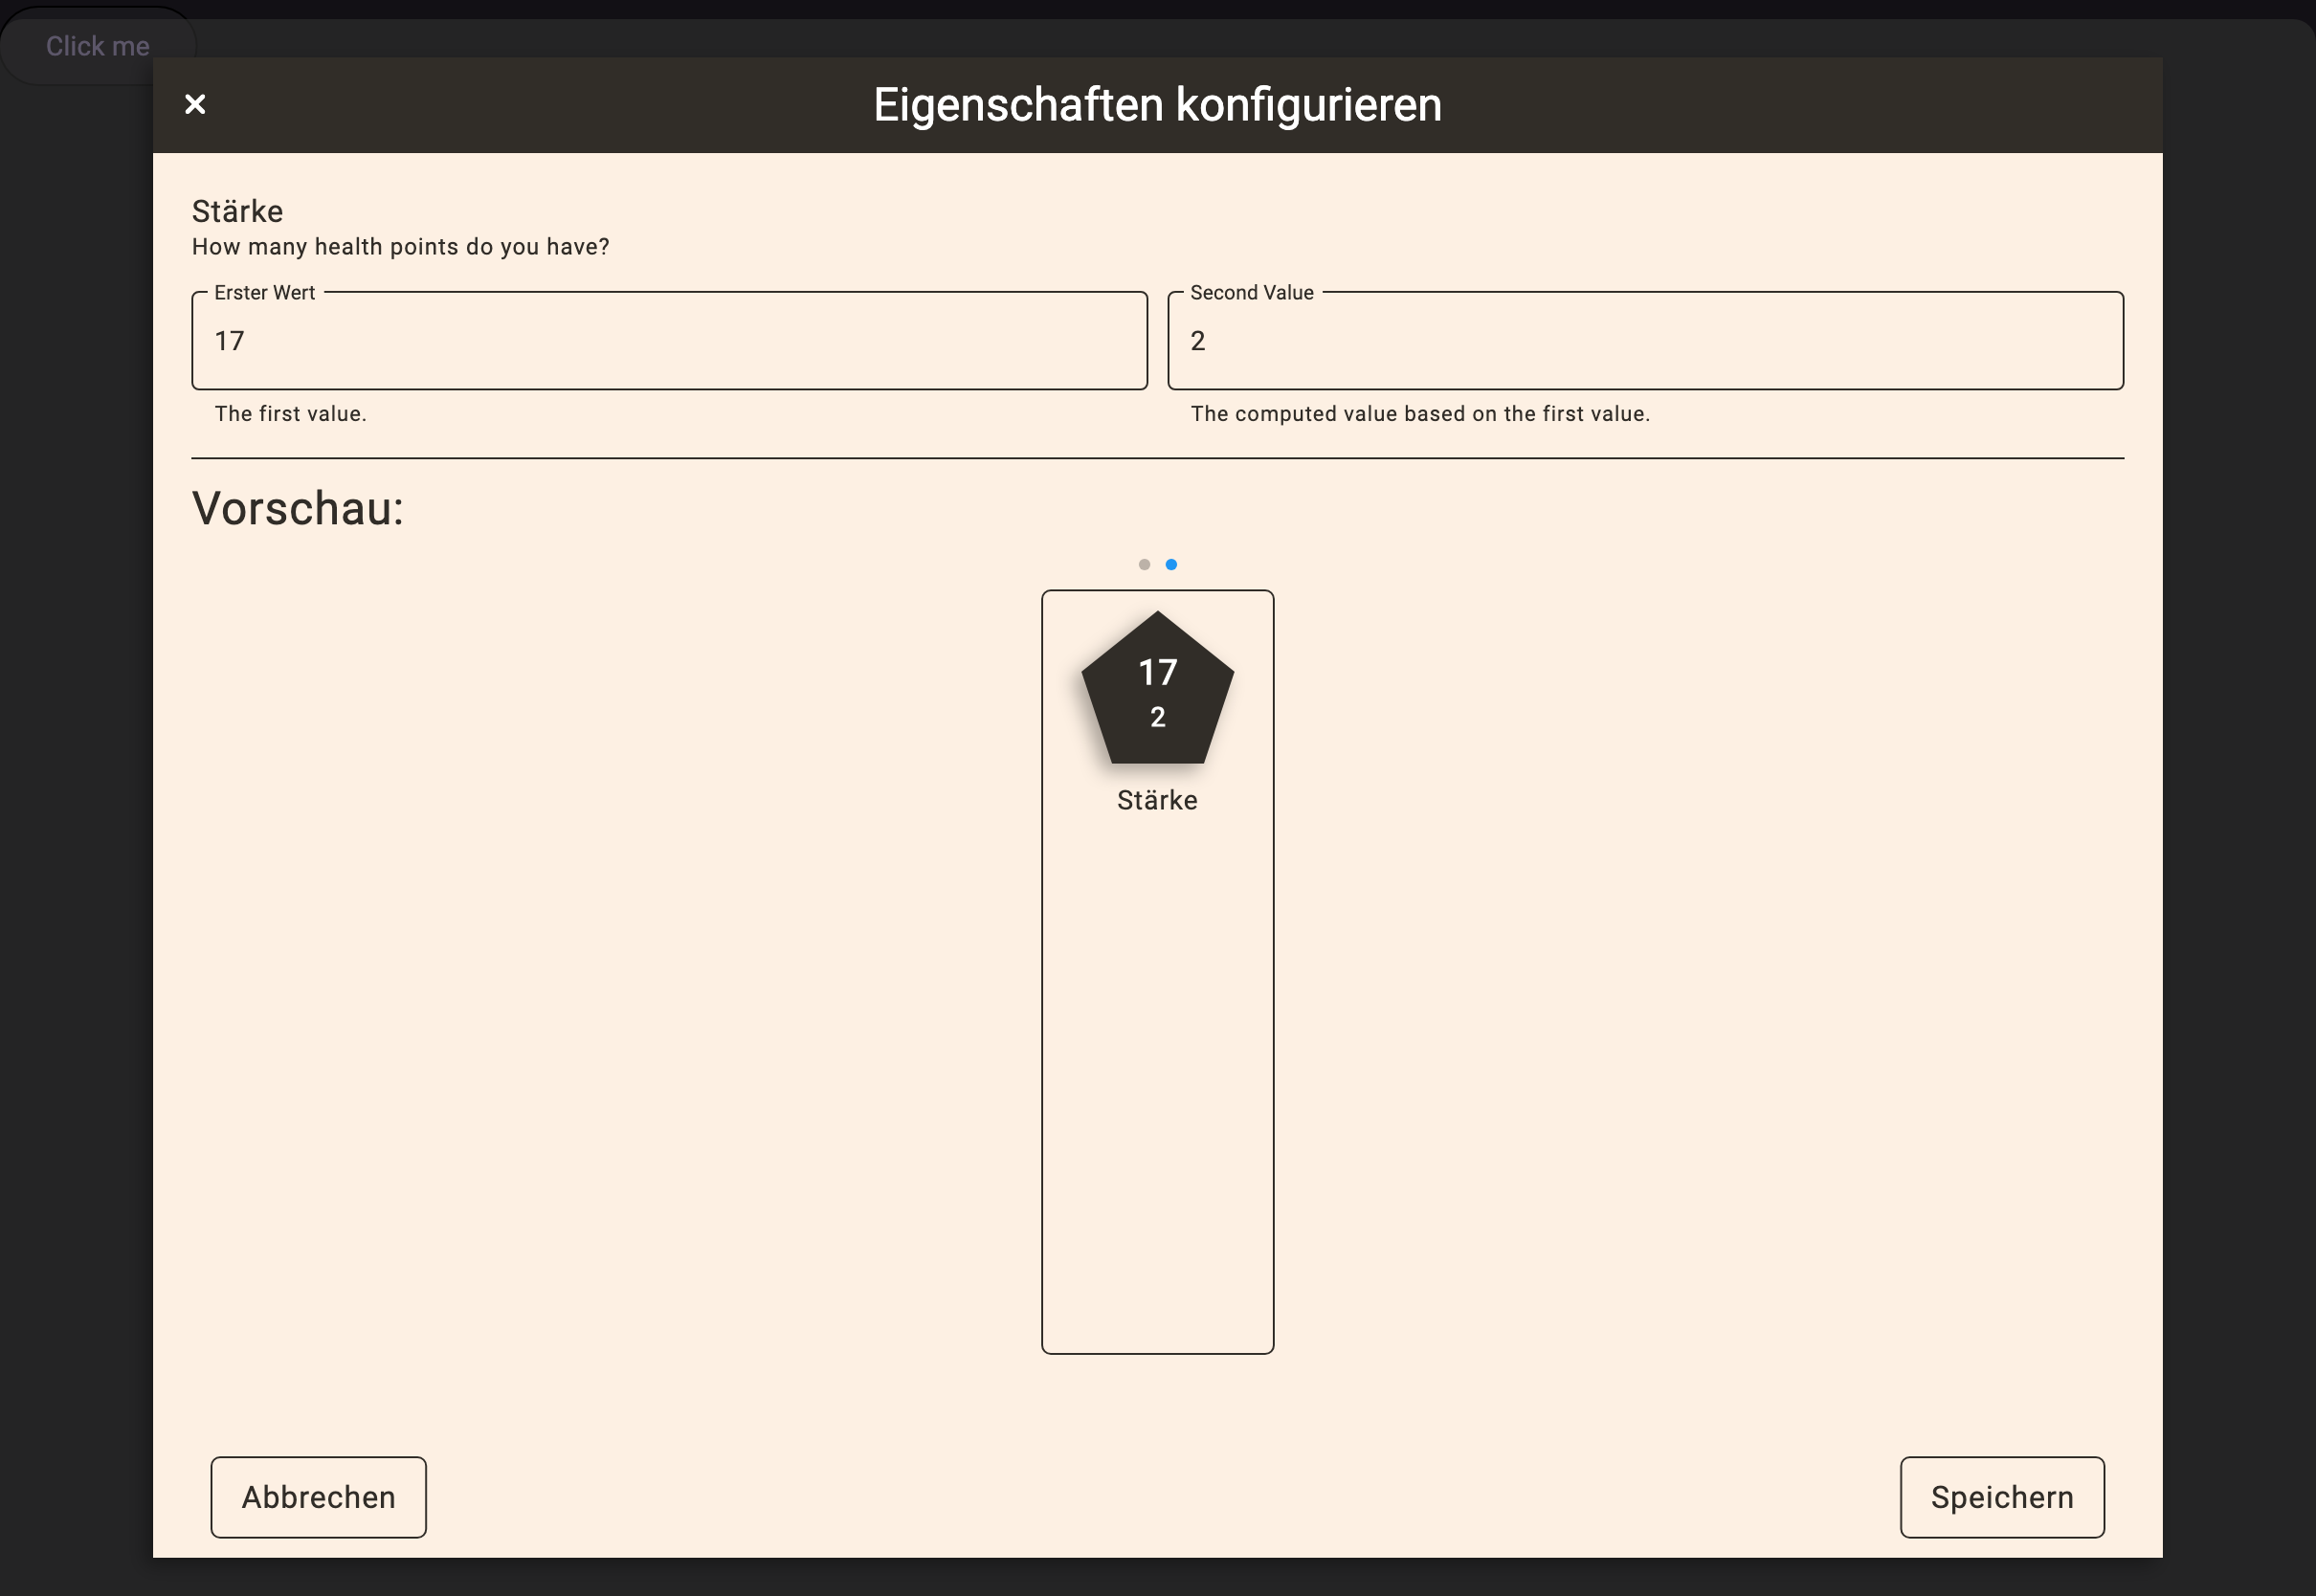 Click me
Eigenschaften konfigurieren
Stärke
How many health points do you have?
Erster Wert
17
The first value.
Second Value
2
The computed value based on the first value.
Vorschau:
17
2
Stärke
Abbrechen
Speichern